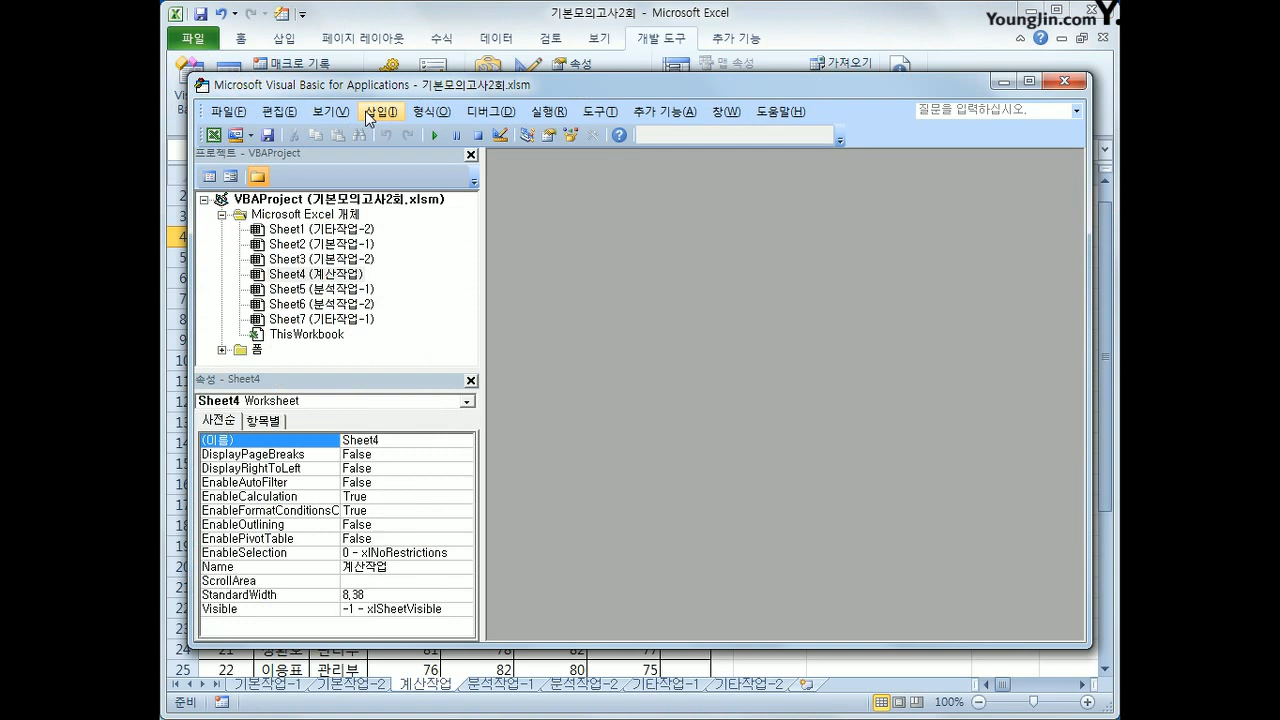 기본모의고사2회 - Microsoft Excel
YoungJin.com Y.
파일 홈 삽입 페이지 레이아웃 수식 데이터 검토 보기 개발 도구 추가 기능
매크로 기록 속성 맵 속성 가져오기
Microsoft Visual Basic for Applications - 기본모의고사2회.xlsm
파일(F) 편집(E) 보기(V) 삽입(I) 형식(O) 디버그(D) 실행(R) 도구(T) 추가 기능(A) 창(W) 도움말(H) 질문을 입력하십시오.
프로젝트 - VBAProject
VBAProject (기본모의고사2회.xlsm)
Microsoft Excel 개체
Sheet1 (기타작업-2)
Sheet2 (기본작업-1)
Sheet3 (기본작업-2)
Sheet4 (계산작업)
Sheet5 (분석작업-1)
Sheet6 (분석작업-2)
Sheet7 (기타작업-1)
ThisWorkbook
폼
속성 - Sheet4
Sheet4 Worksheet
사전순 항목별
(이름) Sheet4
DisplayPageBreaks False
DisplayRightToLeft False
EnableAutoFilter False
EnableCalculation True
EnableFormatConditionsC True
EnableOutlining False
EnablePivotTable False
EnableSelection 0 - xlNoRestrictions
Name 계산작업
ScrollArea
StandardWidth 8,38
Visible -1 - xlSheetVisible
25 22 이응표 관리부 76 82 80 75
기본작업-1 기본작업-2 계산작업 분석작업-1 분석작업-2 기타작업-1 기타작업-2
준비 100%